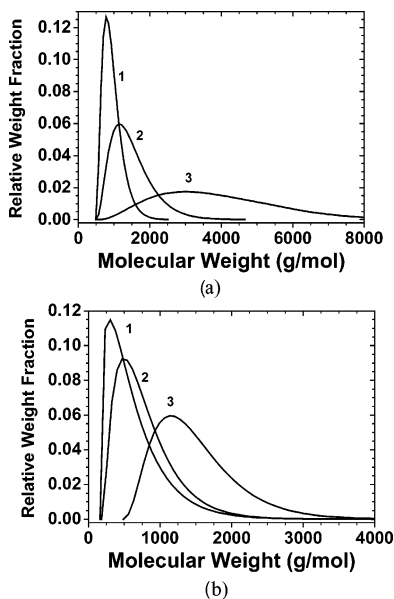 0.12
0.10
0.08
0.06
0.04
0.02
0.00
Relative Weight Fraction
1
2
3
0 2000 4000 6000 8000
Molecular Weight (g/mol)
(a)
0.12
0.10
0.08
0.06
0.04
0.02
0.00
Relative Weight Fraction
1
2
3
0 1000 2000 3000 4000
Molecular Weight (g/mol)
(b)